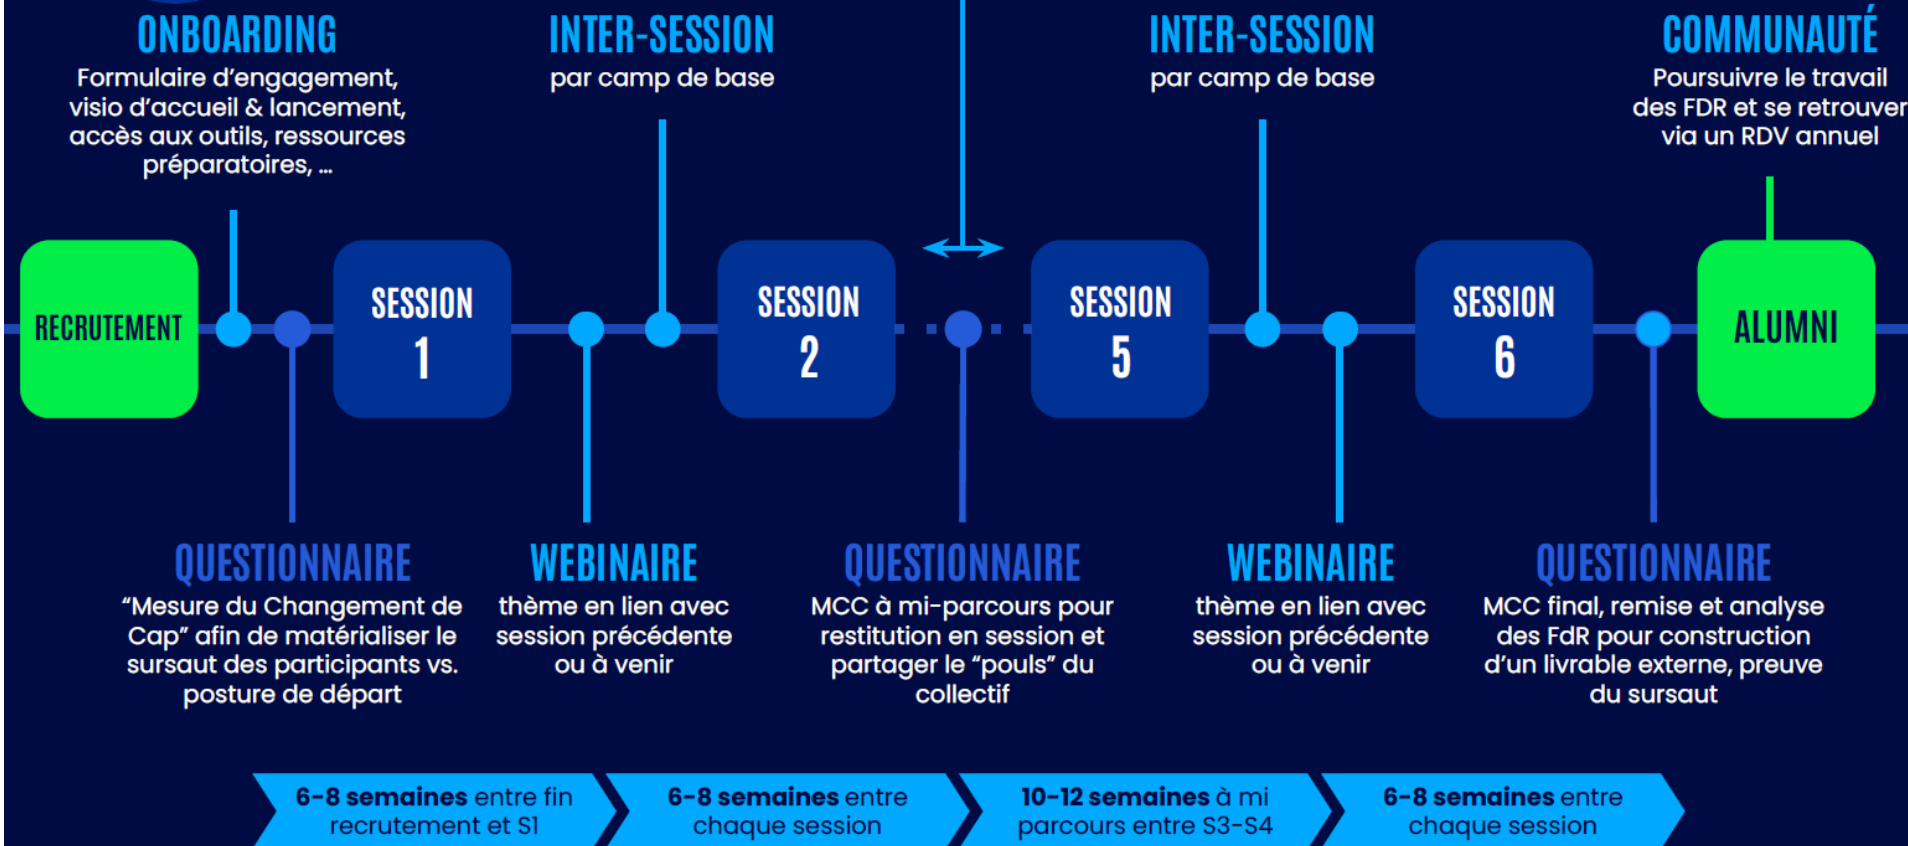 ONBOARDING
Formulaire d’engagement,
visio d’accueil & lancement,
accès aux outils, ressources
préparatoires, ...
INTER-SESSION
par camp de base
INTER-SESSION
par camp de base
COMMUNAUTÉ
Poursuivre le travail
des FDR et se retrouver
via un RDV annuel
RECRUTEMENT
SESSION
1
SESSION
2
SESSION
5
SESSION
6
ALUMNI
QUESTIONNAIRE
“Mesure du Changement de
Cap” afin de matérialiser le
sursaut des participants vs.
posture de départ
WEBINAIRE
thème en lien avec
session précédente
ou à venir
QUESTIONNAIRE
MCC à mi-parcours pour
restitution en session et
partager le “pouls” du
collectif
WEBINAIRE
thème en lien avec
session précédente
ou à venir
QUESTIONNAIRE
MCC final, remise et analyse
des FdR pour construction
d’un livrable externe, preuve
du sursaut
6-8 semaines entre fin
recrutement et S1
6-8 semaines entre
chaque session
10-12 semaines à mi
parcours entre S3-S4
6-8 semaines entre
chaque session